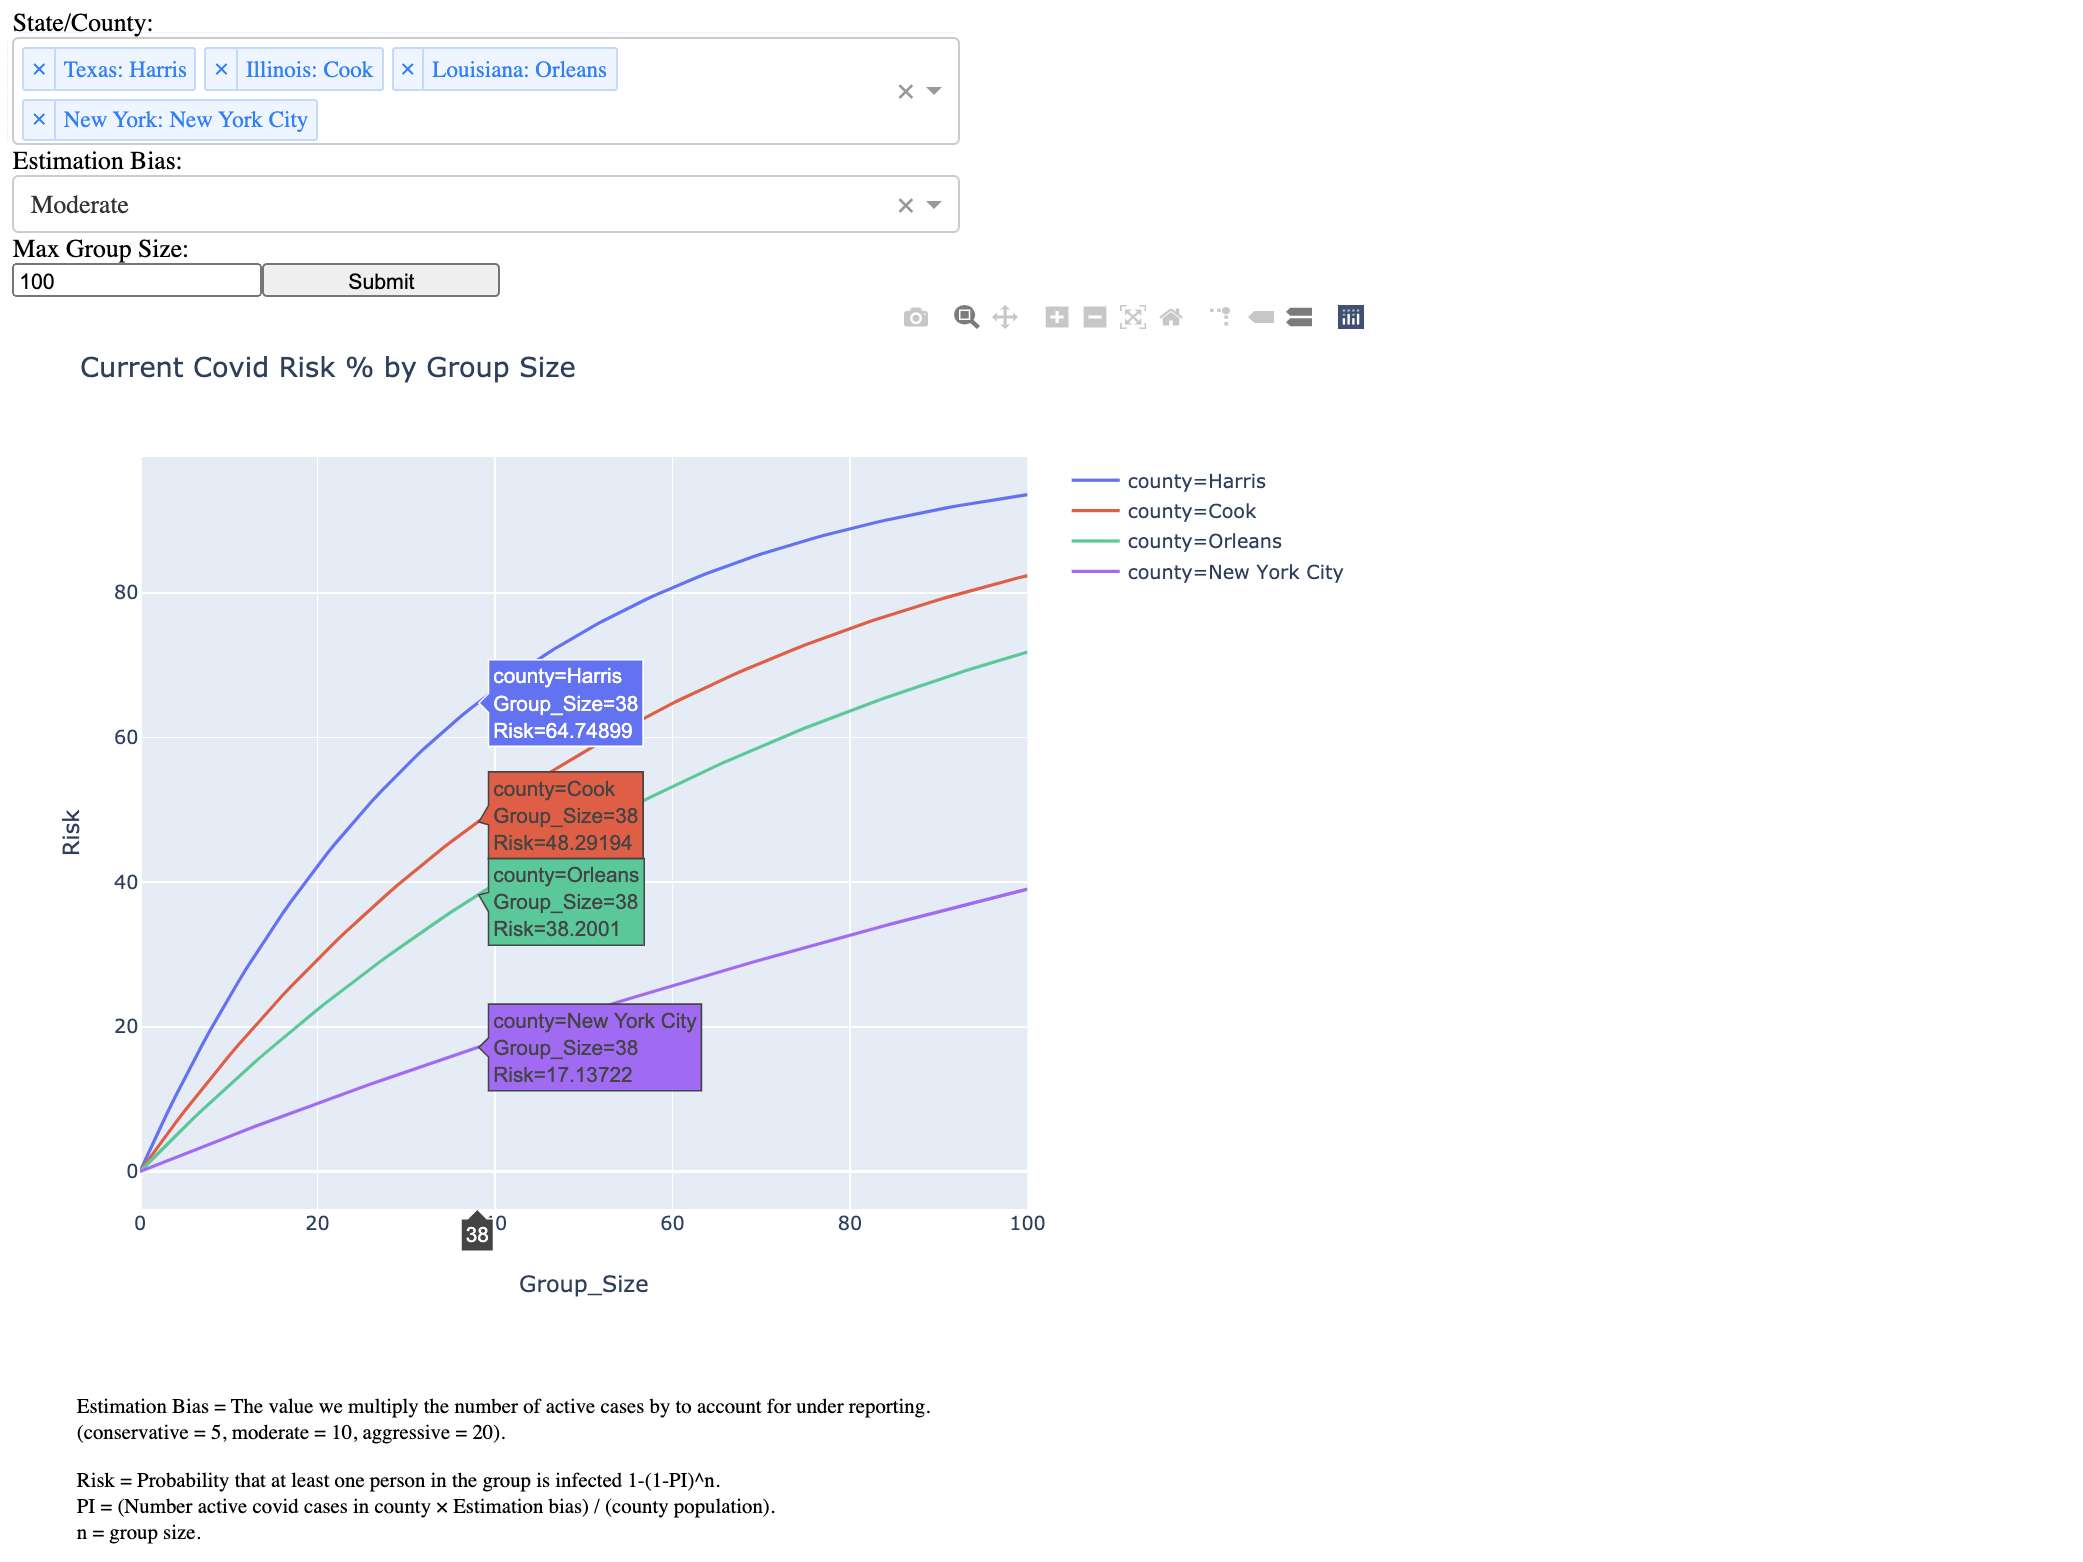 State/County:
× Texas: Harris × Illinois: Cook × Louisiana: Orleans
× New York: New York City
Estimation Bias:
Moderate
Max Group Size:
100 Submit
Current Covid Risk % by Group Size
county=Harris
county=Cook
county=Orleans
county=New York City
80
60
40
20
0
Risk
county=Harris
Group_Size=38
Risk=64.74899
county=Cook
Group_Size=38
Risk=48.29194
county=Orleans
Group_Size=38
Risk=38.2001
county=New York City
Group_Size=38
Risk=17.13722
0 20 60 80 100
38
Group_Size
Estimation Bias = The value we multiply the number of active cases by to account for under reporting.
(conservative = 5, moderate = 10, aggressive = 20).
Risk = Probability that at least one person in the group is infected 1-(1-PI)^n.
PI = (Number active covid cases in county × Estimation bias) / (county population).
n = group size.